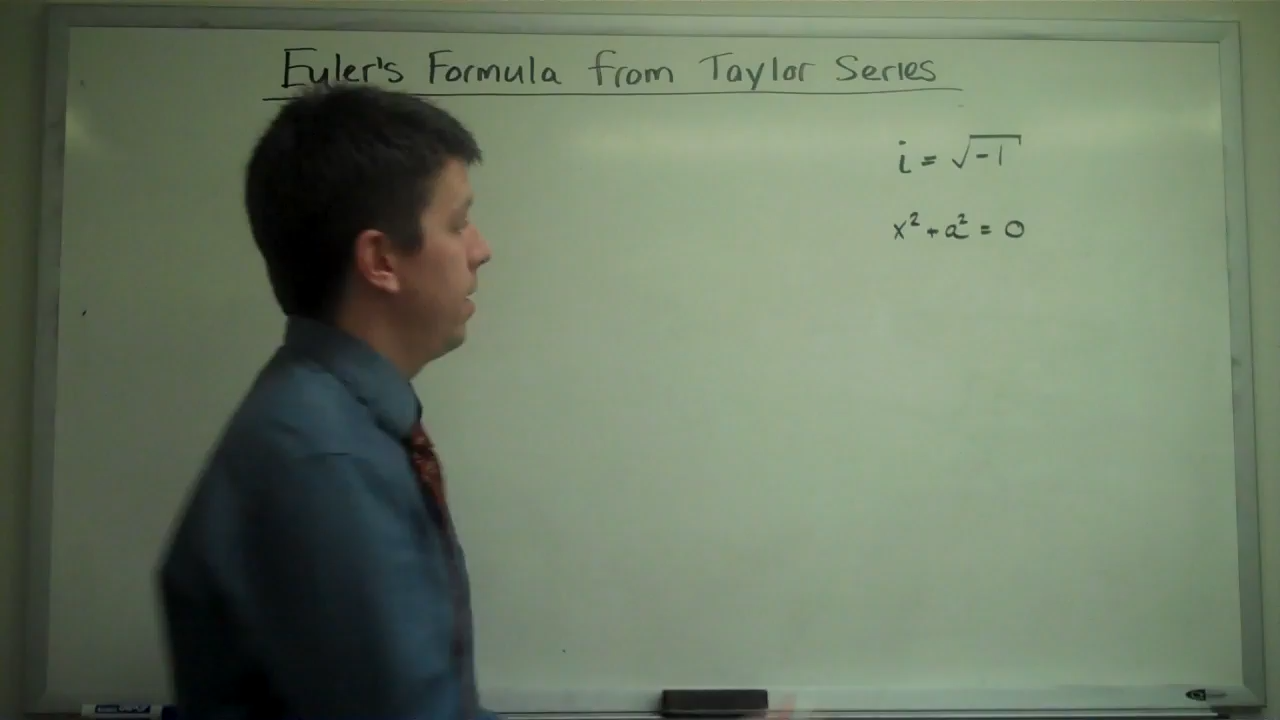 Euler's Formula from Taylor Series
i = √-1
x² + a² = 0